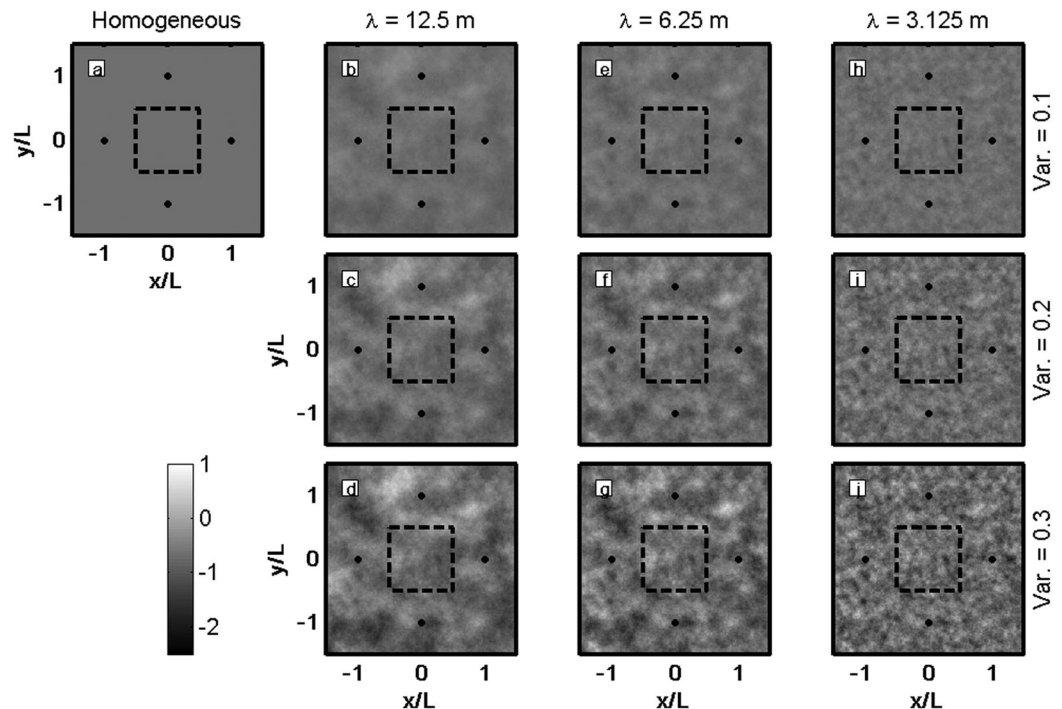 Homogeneous
λ = 12.5 m
λ = 6.25 m
λ = 3.125 m
a
b
e
h
1
0
-1
y/L
-1 0 1
x/L
Var. = 0.1
c
f
i
1
0
-1
y/L
Var. = 0.2
1
0
-1
-2
d
g
j
1
0
-1
y/L
-1 0 1
x/L
-1 0 1
x/L
-1 0 1
x/L
Var. = 0.3